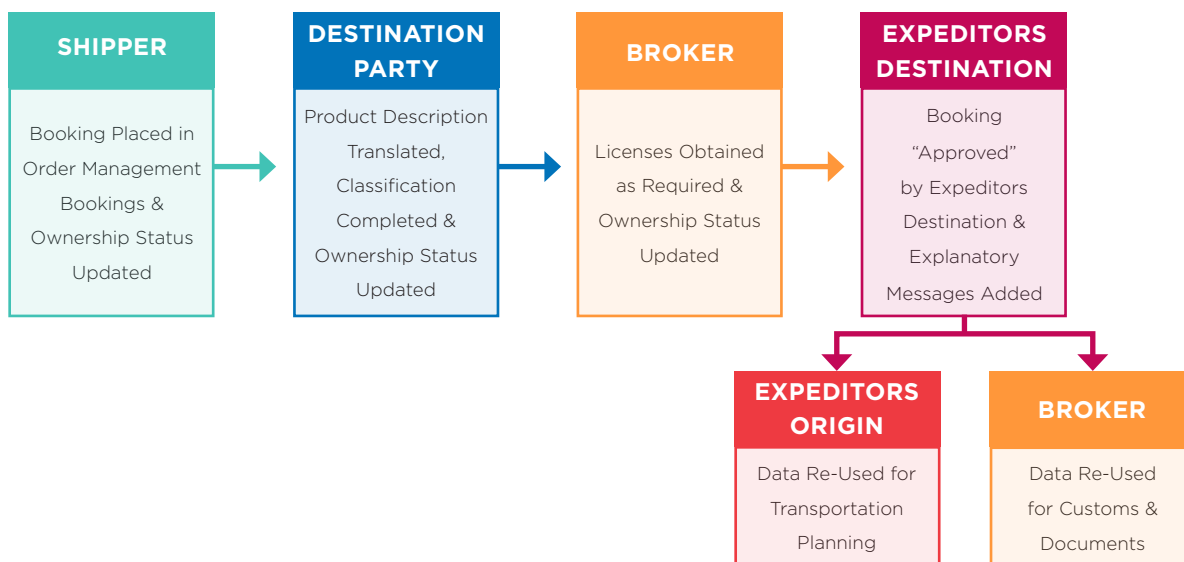 SHIPPER
Booking Placed in
Order Management
Bookings &
Ownership Status
Updated
DESTINATION
PARTY
Product Description
Translated,
Classification
Completed &
Ownership Status
Updated
BROKER
Licenses Obtained
as Required &
Ownership Status
Updated
EXPEDITORS
DESTINATION
Booking
“Approved”
by Expeditors
Destination &
Explanatory
Messages Added
EXPEDITORS
ORIGIN
Data Re-Used for
Transportation
Planning
BROKER
Data Re-Used
for Customs &
Documents